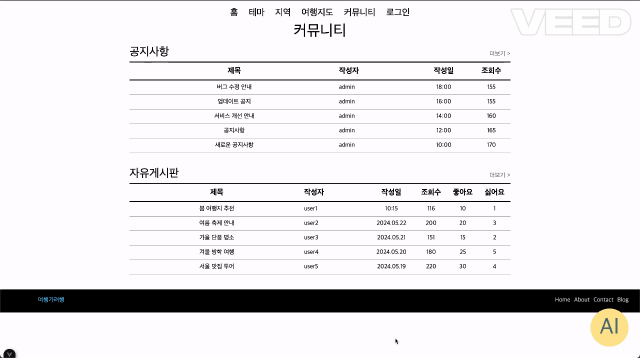 VEED
홈 테마 지역 여행지도 커뮤니티 로그인
커뮤니티
공지사항 더보기 >
제목 작성자 작성일 조회수
버그 수정 안내 admin 18:00 155
업데이트 공지 admin 16:00 155
서비스 개선 안내 admin 14:00 160
공지사항 admin 12:00 165
새로운 공지사항 admin 10:00 170
자유게시판 더보기 >
제목 작성자 작성일 조회수 좋아요 싫어요
봄 여행지 추천 user1 10:15 116 10 1
여름 축제 안내 user2 2024.05.22 200 20 3
가을 단풍 명소 user3 2024.05.21 151 15 2
겨울 방학 여행 user4 2024.05.20 180 25 5
서울 맛집 투어 user5 2024.05.19 220 30 4
Home About Contact Blog
AI